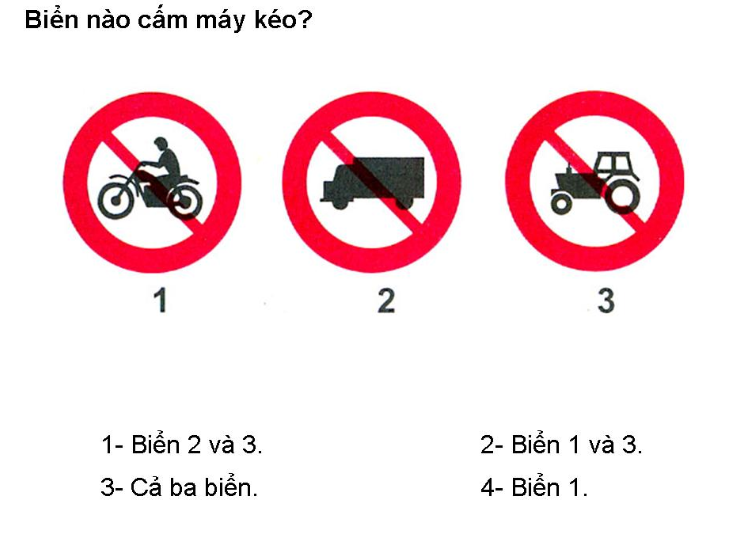 Biển nào cấm máy kéo?
1 2 3
1- Biển 2 và 3. 2- Biển 1 và 3.
3- Cả ba biển. 4- Biển 1.